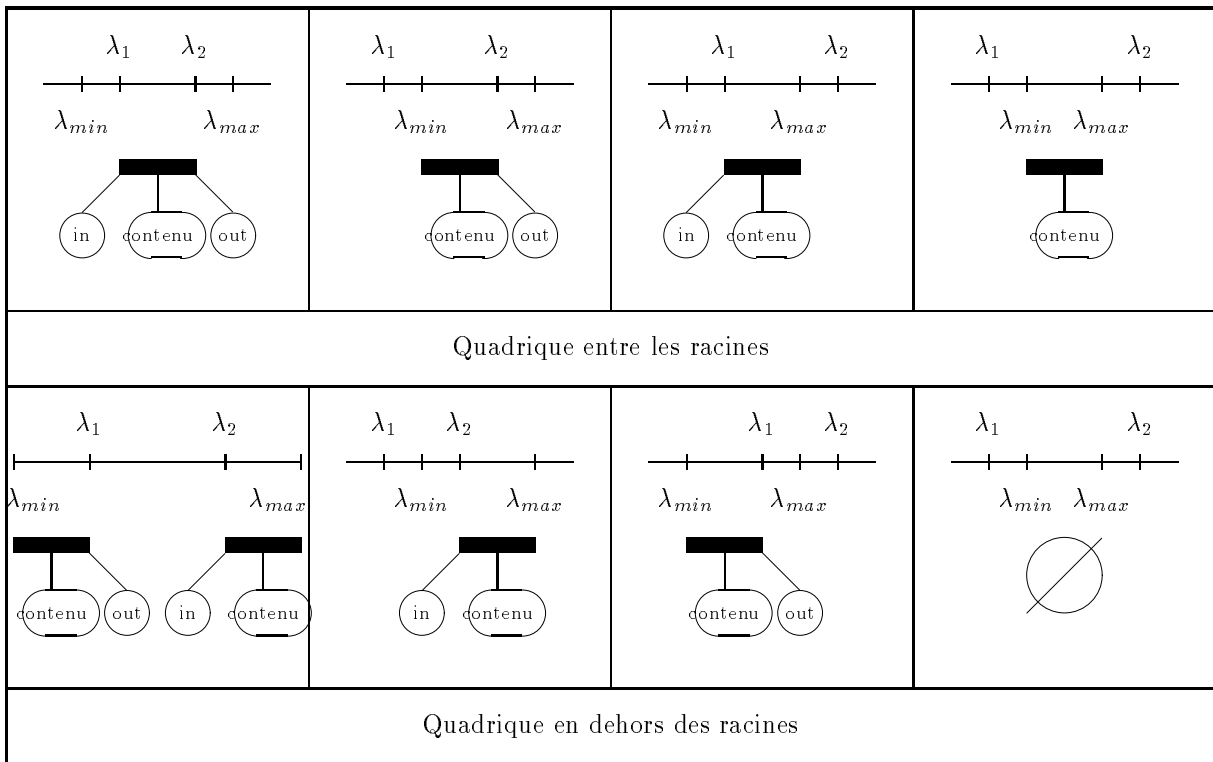 λ1 λ2 λ1 λ2 λ1 λ2 λ1 λ2
λmin λmax λmin λmax λmin λmax λmin λmax
in contenu out contenu out in contenu contenu
Quadrique entre les racines
λ1 λ2 λ1 λ2 λ1 λ2 λ1 λ2
λmin λmax λmin λmax λmin λmax λmin λmax
contenu out in contenu in contenu contenu out
Quadrique en dehors des racines